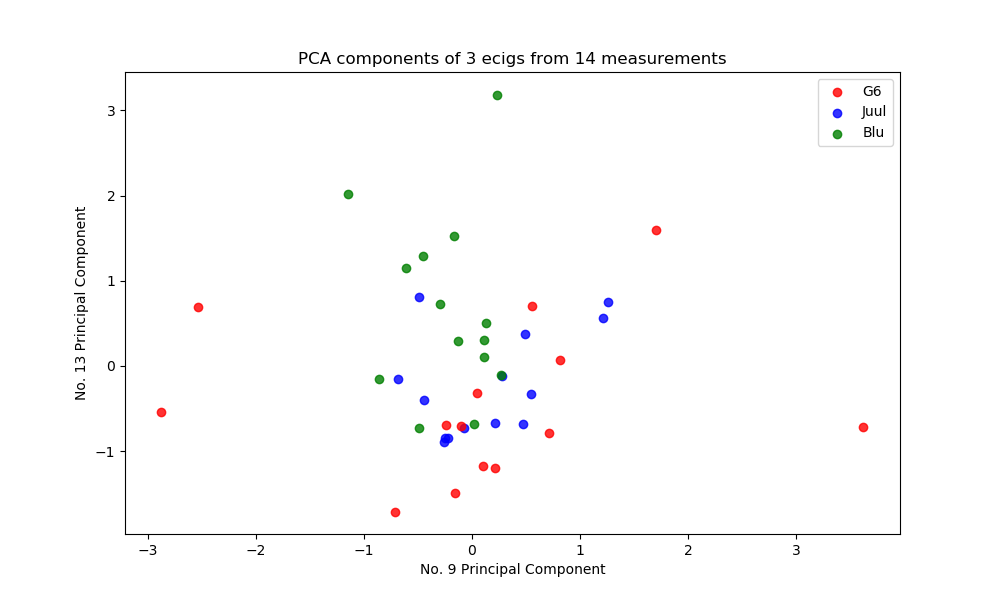 PCA components of 3 ecigs from 14 measurements
G6
Juul
Blu
No. 13 Principal Component
3
2
1
0
−1
−3
−2
−1
0
1
2
3
No. 9 Principal Component